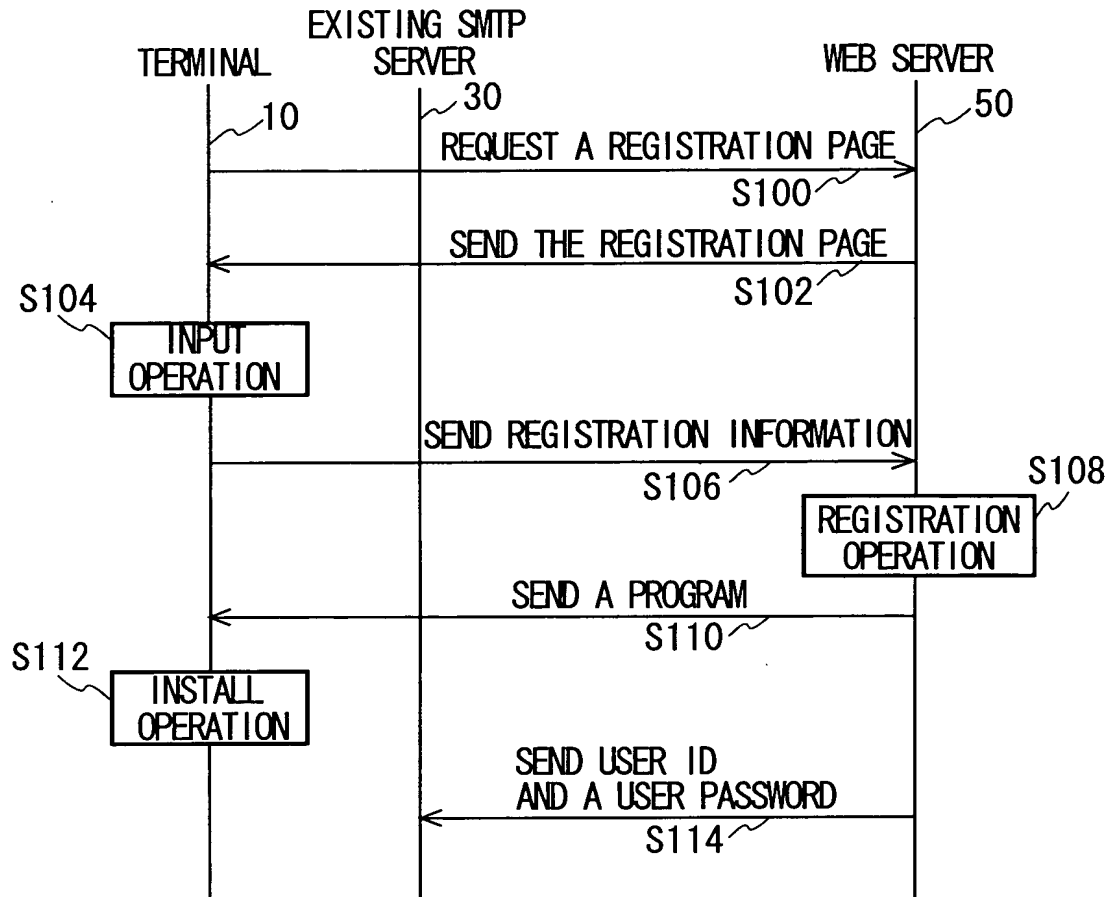 EXISTING SMTP
TERMINAL
SERVER
WEB SERVER
10
30
50
REQUEST A REGISTRATION PAGE
S100
SEND THE REGISTRATION PAGE
S102
S104
INPUT
OPERATION
SEND REGISTRATION INFORMATION
S106
S108
REGISTRATION
OPERATION
SEND A PROGRAM
S110
S112
INSTALL
OPERATION
SEND USER ID
AND A USER PASSWORD
S114